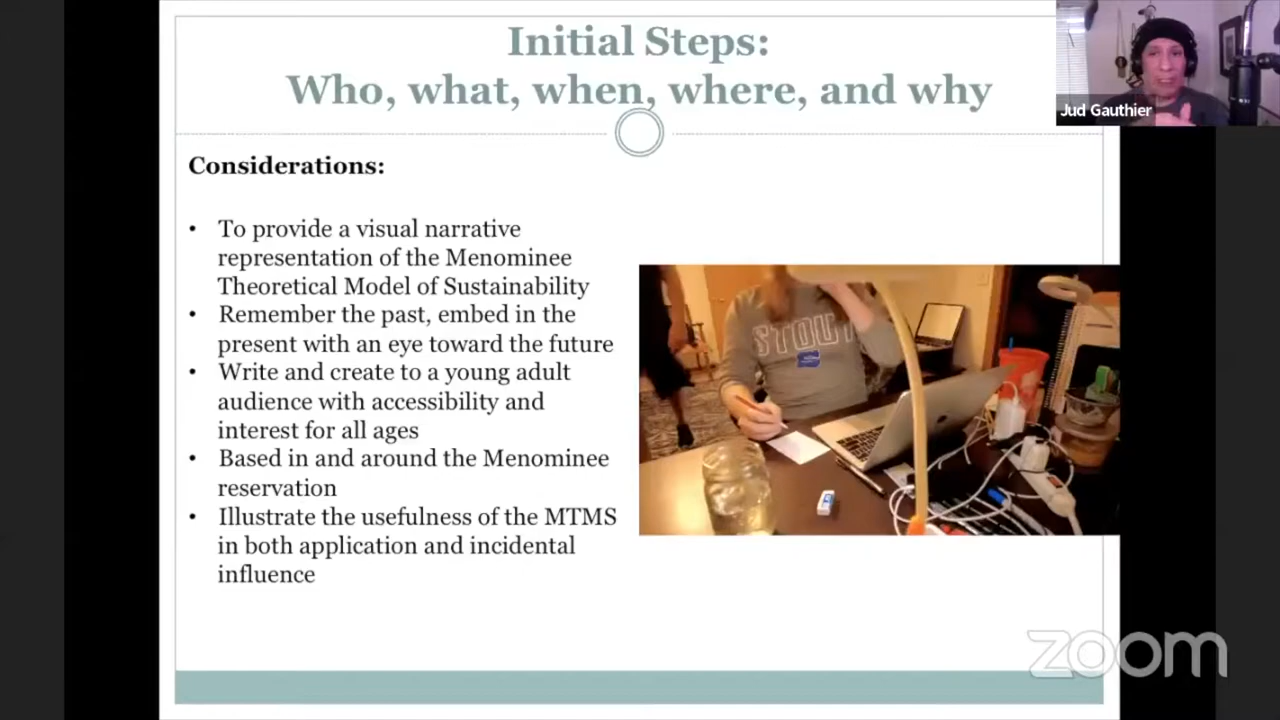 Initial Steps:
Who, what, when, where, and why
Jud Gauthier
Considerations:
• To provide a visual narrative
representation of the Menominee
Theoretical Model of Sustainability
• Remember the past, embed in the
present with an eye toward the future
• Write and create to a young adult
audience with accessibility and
interest for all ages
• Based in and around the Menominee
reservation
• Illustrate the usefulness of the MTMS
in both application and incidental
influence
STOUT
zoom